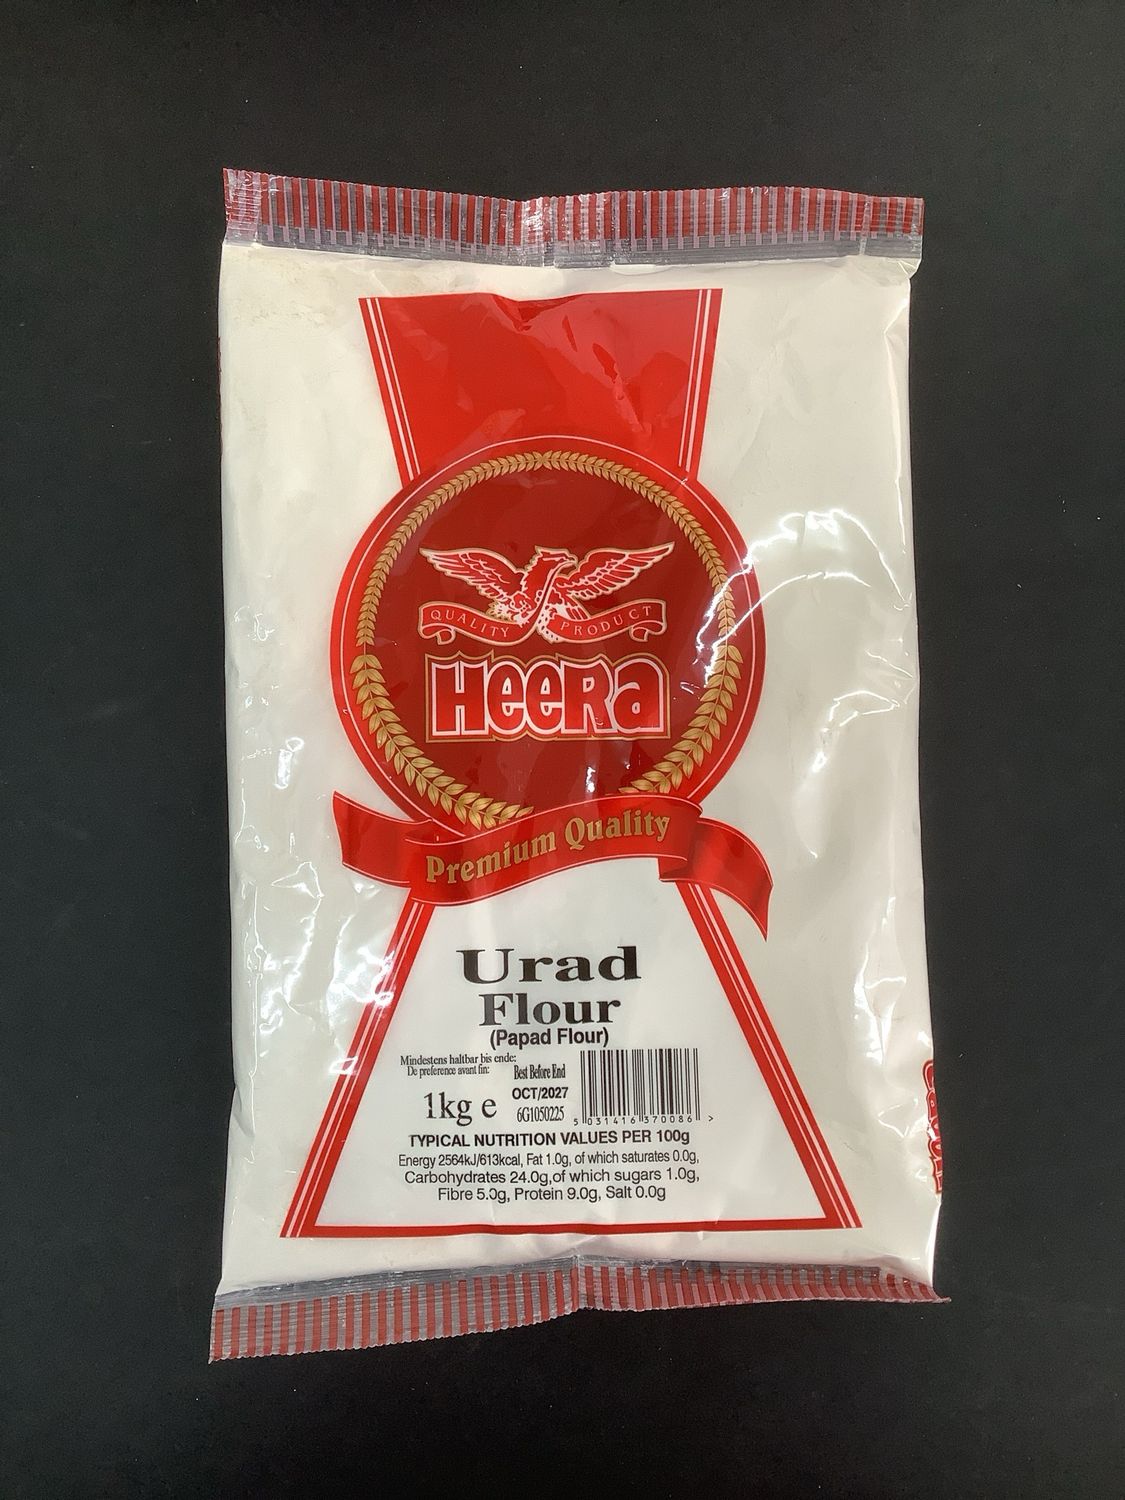 QUALITY PRODUCT
HeeRa
Premium Quality
Urad
Flour
(Papad Flour)
Mindestens haltbar bis ende:
De preference avant fin:
Best Before End
OCT/2027
1kg e
6G1050225
5 031416 370086 >
TYPICAL NUTRITION VALUES PER 100g
Energy 2564kJ/613kcal, Fat 1.0g, of which saturates 0.0g,
Carbohydrates 24.0g,of which sugars 1.0g,
Fibre 5.0g, Protein 9.0g, Salt 0.0g